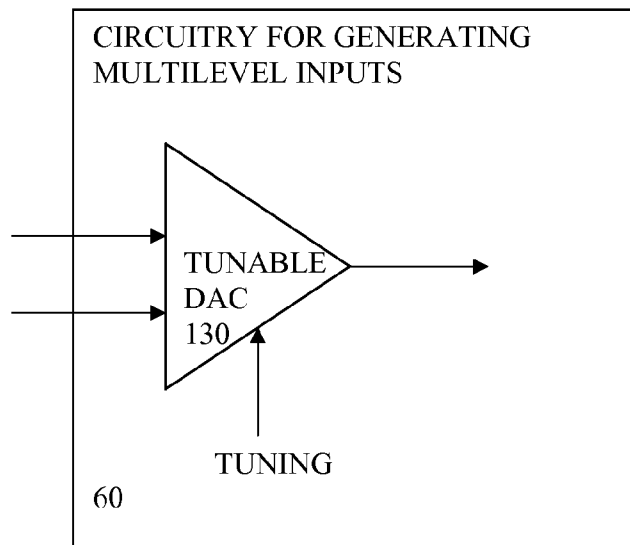 CIRCUITRY FOR GENERATING
MULTILEVEL INPUTS
TUNABLE
DAC
130
TUNING
60